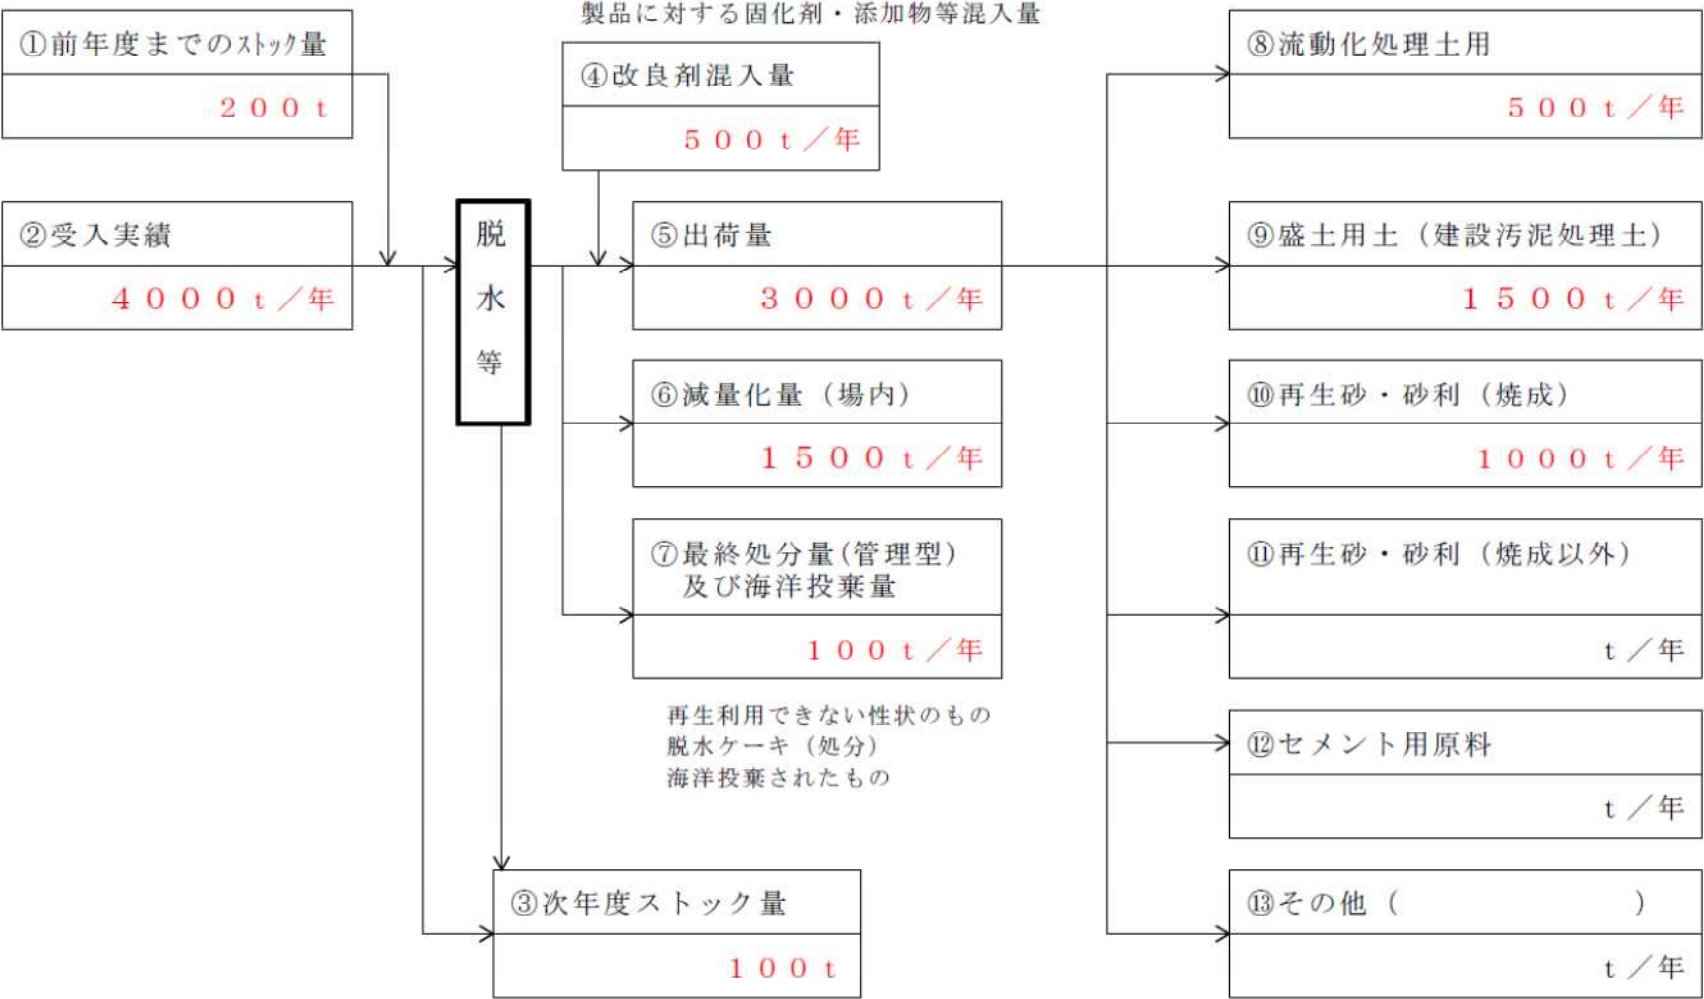 製品に対する固化剤・添加物等混入量
①前年度までのｽﾄｯｸ量
２００ｔ
④改良剤混入量
５００ｔ／年
⑧流動化処理土用
５００ｔ／年
②受入実績
４０００ｔ／年
脱
水
等
⑤出荷量
３０００ｔ／年
⑨盛土用土（建設汚泥処理土）
１５００ｔ／年
⑥減量化量（場内）
１５００ｔ／年
⑩再生砂・砂利（焼成）
１０００ｔ／年
⑦最終処分量(管理型)
及び海洋投棄量
１００ｔ／年
⑪再生砂・砂利（焼成以外）
ｔ／年
再生利用できない性状のもの
脱水ケーキ（処分）
海洋投棄されたもの
⑫セメント用原料
ｔ／年
③次年度ストック量
１００ｔ
⑬その他（　　　　　　　）
ｔ／年